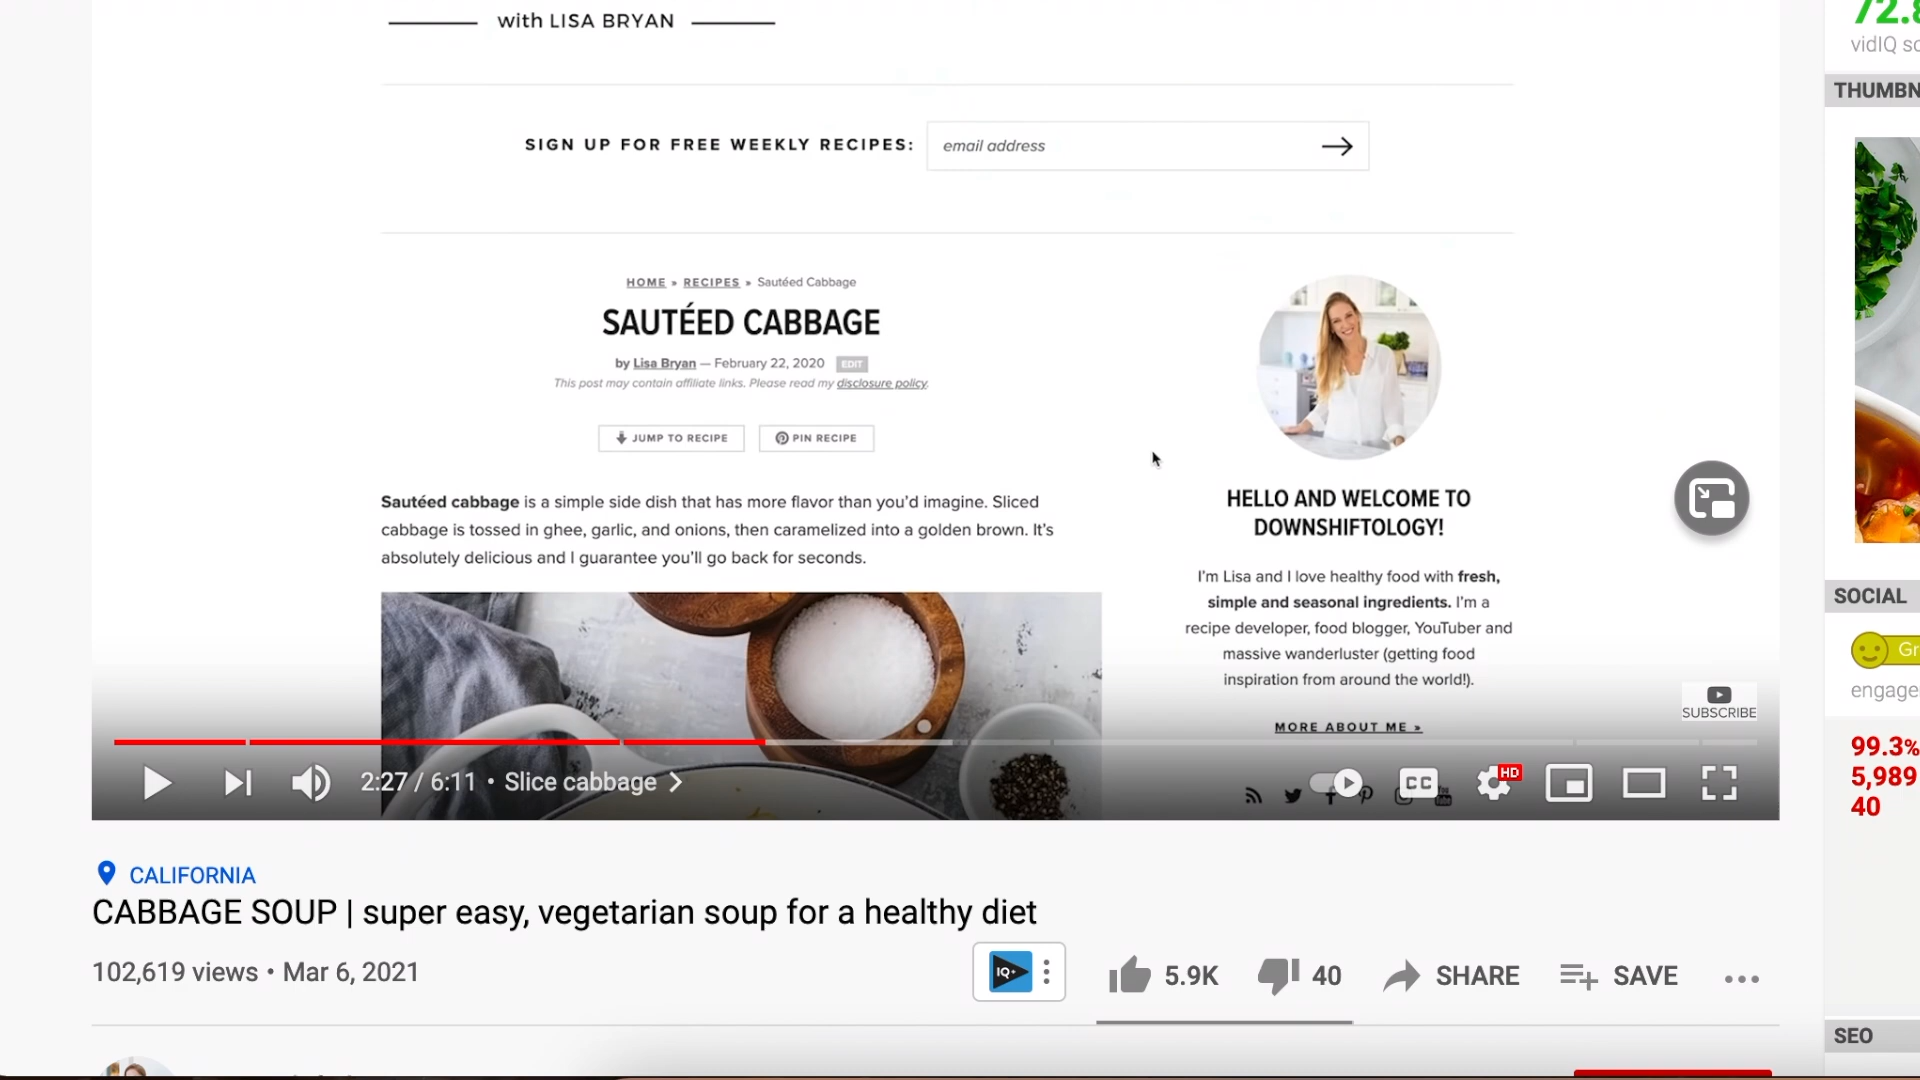 with LISA BRYAN
SIGN UP FOR FREE WEEKLY RECIPES:
email address
HOME » RECIPES » Sautéed Cabbage
SAUTÉED CABBAGE
by Lisa Bryan — February 22, 2020 EDIT
This post may contain affiliate links. Please read my disclosure policy.
JUMP TO RECIPE
PIN RECIPE
Sautéed cabbage is a simple side dish that has more flavor than you'd imagine. Sliced
cabbage is tossed in ghee, garlic, and onions, then caramelized into a golden brown. It's
absolutely delicious and I guarantee you'll go back for seconds.
HELLO AND WELCOME TO
DOWNSHIFTOLOGY!
I'm Lisa and I love healthy food with fresh,
simple and seasonal ingredients. I'm a
recipe developer, food blogger, YouTuber and
massive wanderluster (getting food
inspiration from around the world!).
MORE ABOUT ME »
SUBSCRIBE
2:27 / 6:11 • Slice cabbage
CC
HD
CALIFORNIA
CABBAGE SOUP | super easy, vegetarian soup for a healthy diet
102,619 views • Mar 6, 2021
IQ+
5.9K
40
SHARE
SAVE
72.8
vidIQ sc
THUMBN
SOCIAL
Gr
engage
99.3%
5,989
40
SEO